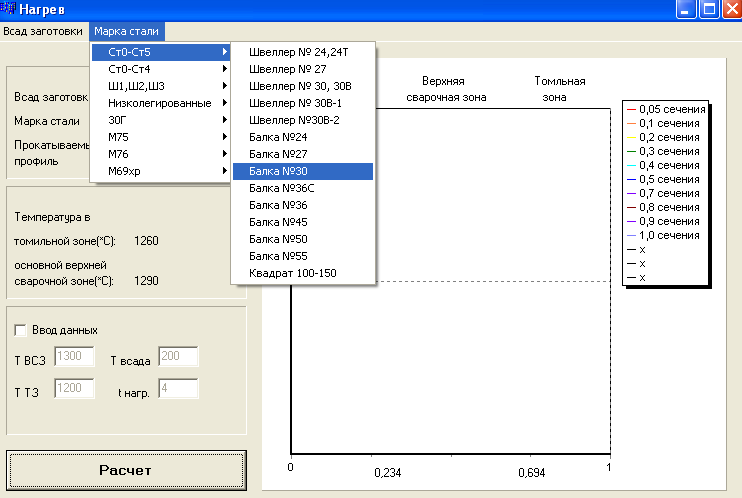 Нагрев
Всад заготовки Марка стали
Ст0-Ст5
Ст0-Ст4
Ш1,Ш2,Ш3
Низколегированные
30Г
М75
М76
М69хр
Швеллер № 24,24Т
Швеллер № 27
Швеллер № 30, 30В
Швеллер № 30В-1
Швеллер №30В-2
Балка №24
Балка №27
Балка №30
Балка №36С
Балка №36
Балка №45
Балка №50
Балка №55
Квадрат 100-150
Всад заготовк
Марка стали
Прокатываемы
профиль
Температура в
томильной зоне(*С): 1260
основной верхней
сварочной зоне(*С): 1290
Ввод данных
Т ВСЗ 1300 Т всада 200
Т ТЗ 1200 t нагр. 4
Расчет
Верхняя
сварочная зона
Томльная
зона
0,05 сечения
0,1 сечения
0,2 сечения
0,3 сечения
0,4 сечения
0,5 сечения
0,7 сечения
0,8 сечения
0,9 сечения
1,0 сечения
x
x
x
0 0,234 0,694 1